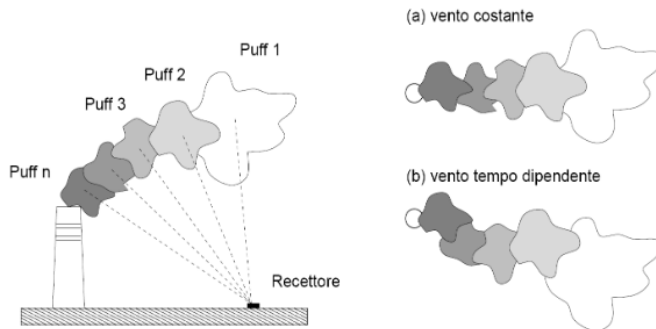 Puff 1
Puff 2
Puff 3
Puff n
Recettore
(a) vento costante
(b) vento tempo dipendente